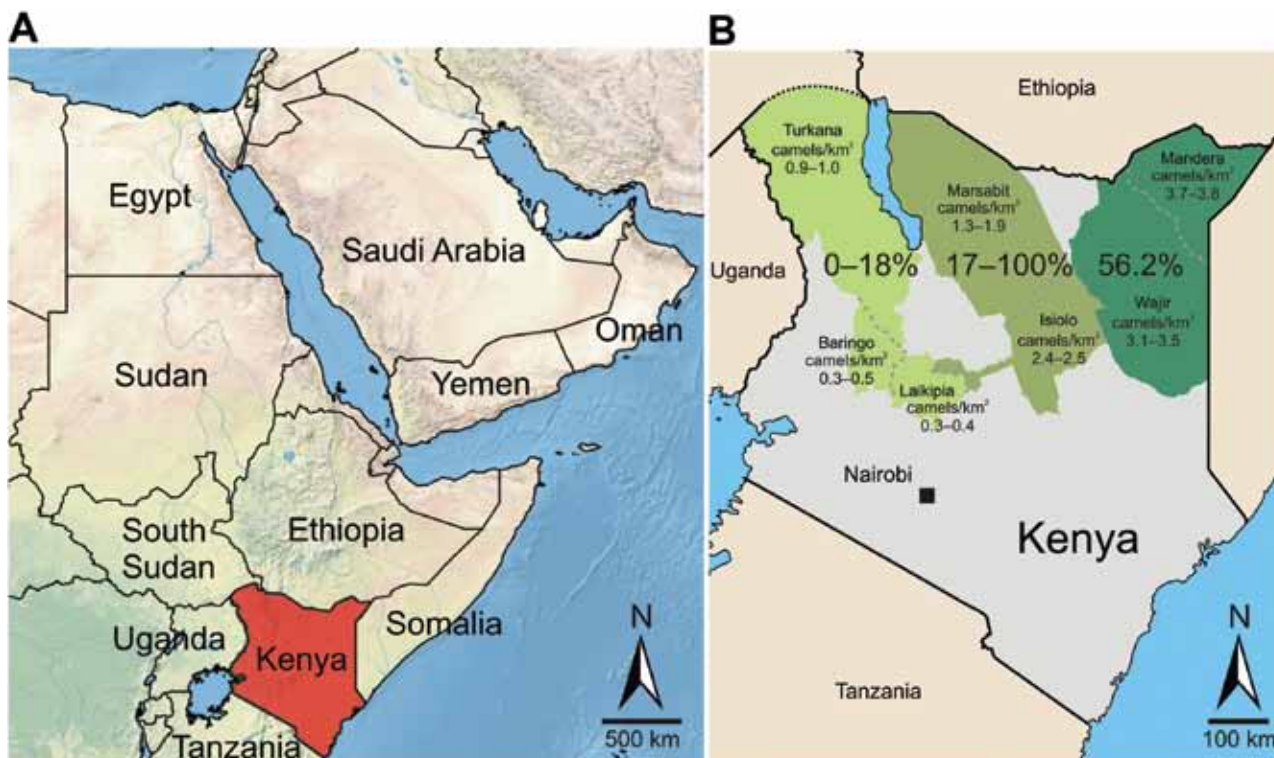 A
Egypt
Saudi Arabia
Oman
Sudan
Yemen
South
Sudan
Ethiopia
Uganda
Somalia
Kenya
Tanzania
N
500 km
B
Ethiopia
Turkana
camels/km²
0.9–1.0
Mandera
camels/km²
3.7–3.8
Marsabit
camels/km²
1.3–1.9
Uganda
0–18%
17–100%
56.2%
Wajir
camels/km²
3.1–3.5
Isiolo
camels/km²
2.4–2.5
Baringo
camels/km²
0.3–0.5
Laikipia
camels/km²
0.3–0.4
Nairobi
Kenya
Tanzania
N
100 km